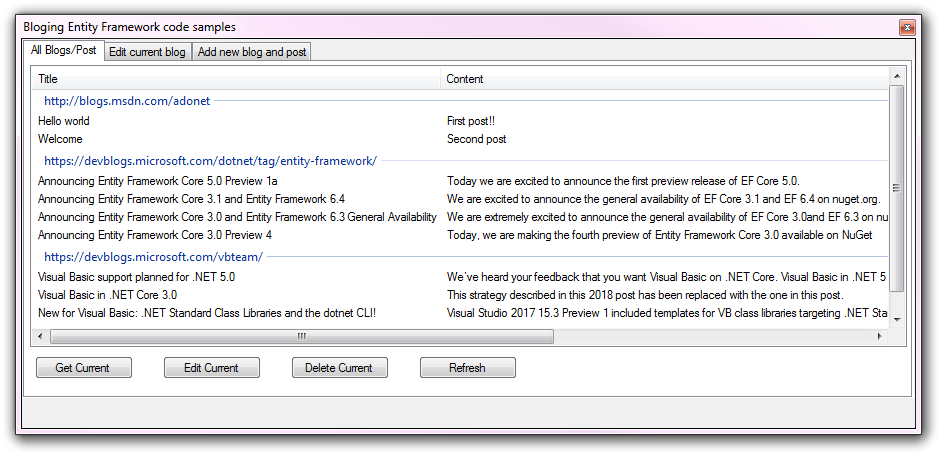 Bloging Entity Framework code samples
All Blogs/Post Edit current blog Add new blog and post
Title Content
http://blogs.msdn.com/adonet
Hello world First post!!
Welcome Second post
https://devblogs.microsoft.com/dotnet/tag/entity-framework/
Announcing Entity Framework Core 5.0 Preview 1a Today we are excited to announce the first preview release of EF Core 5.0.
Announcing Entity Framework Core 3.1 and Entity Framework 6.4 We are excited to announce the general availability of EF Core 3.1 and EF 6.4 on nuget.org.
Announcing Entity Framework Core 3.0 and Entity Framework 6.3 General Availability We are extremely excited to announce the general availability of EF Core 3.0and EF 6.3 on nu
Announcing Entity Framework Core 3.0 Preview 4 Today, we are making the fourth preview of Entity Framework Core 3.0 available on NuGet
https://devblogs.microsoft.com/vbteam/
Visual Basic support planned for .NET 5.0 We've heard your feedback that you want Visual Basic on .NET Core. Visual Basic in .NET 5
Visual Basic in .NET Core 3.0 This strategy described in this 2018 post has been replaced with the one in this post.
New for Visual Basic: .NET Standard Class Libraries and the dotnet CLI! Visual Studio 2017 15.3 Preview 1 included templates for VB class libraries targeting .NET Sta
Get Current Edit Current Delete Current Refresh